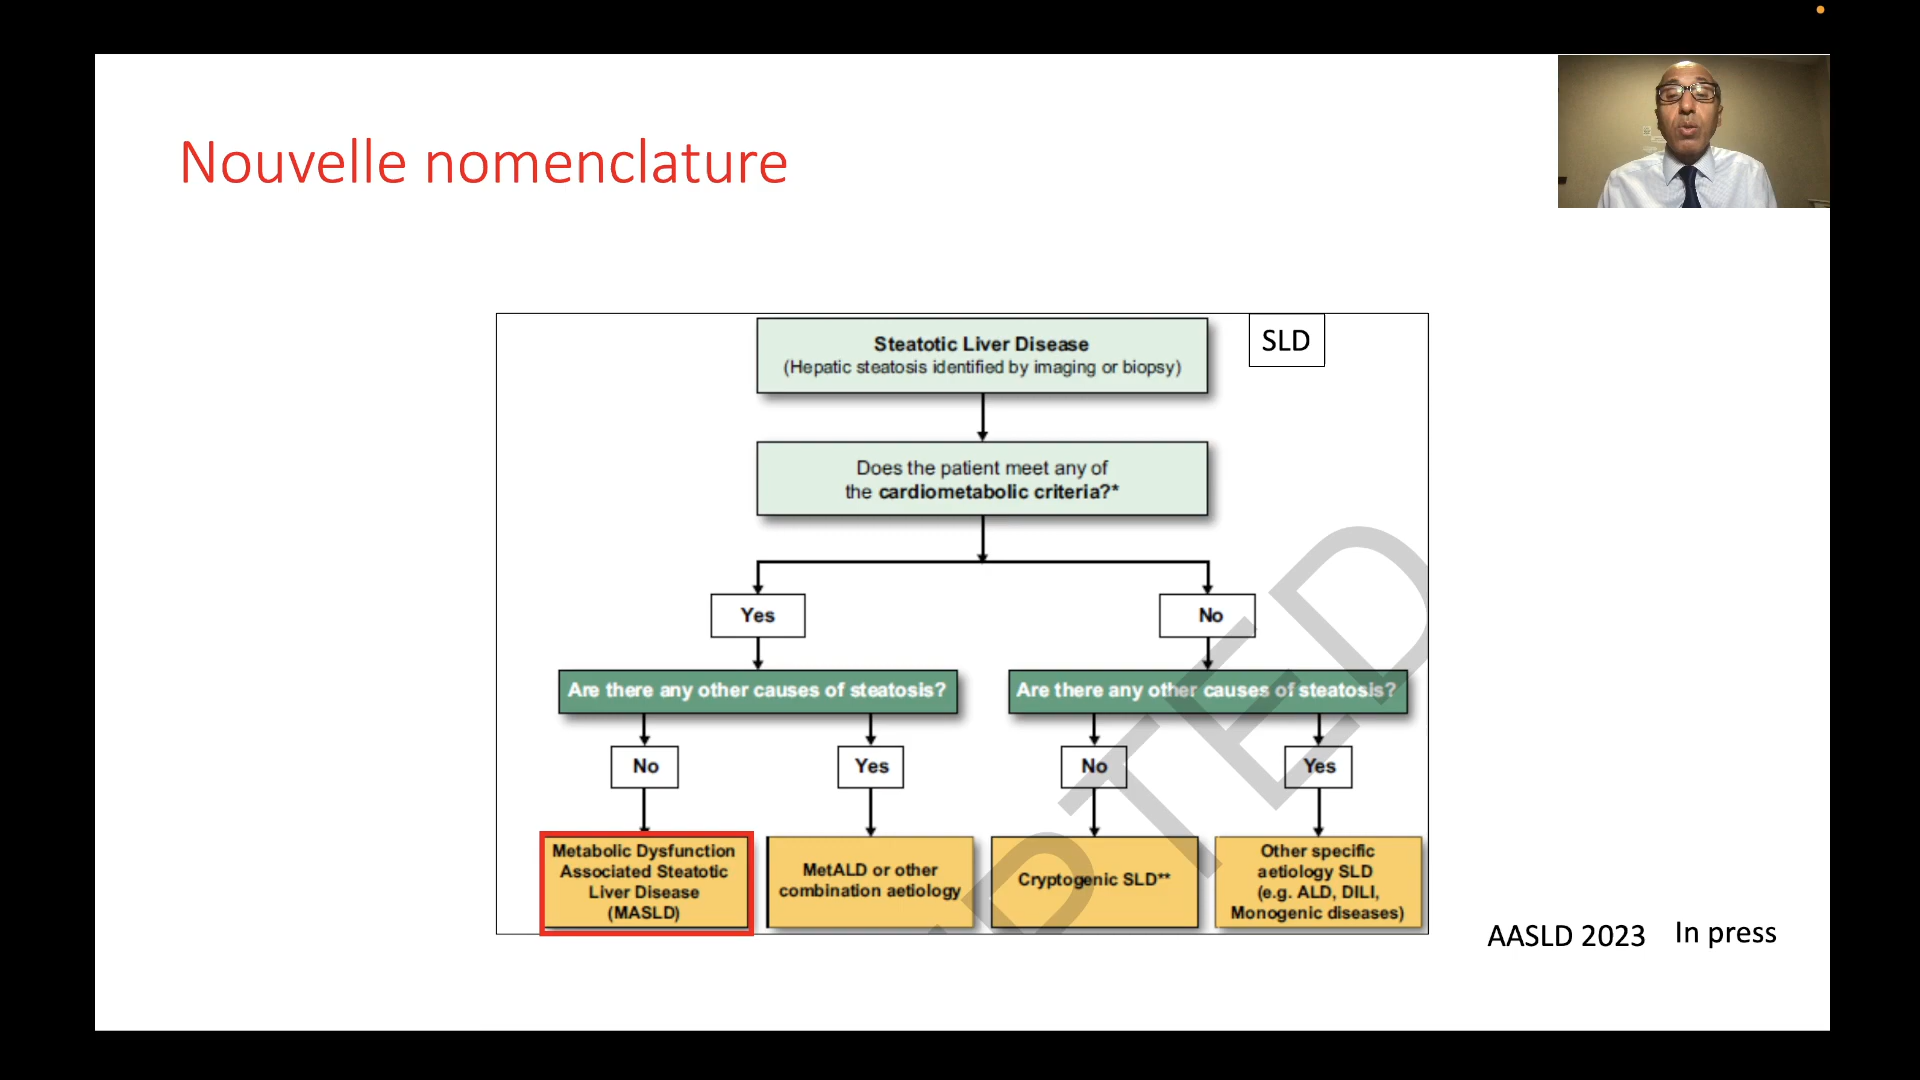 Nouvelle nomenclature
SLD
Steatotic Liver Disease
(Hepatic steatosis identified by imaging or biopsy)
Does the patient meet any of
the cardiometabolic criteria?*
Yes
No
Are there any other causes of steatosis?
Are there any other causes of steatosis?
No
Yes
No
Yes
Metabolic Dysfunction
Associated Steatotic
Liver Disease
(MASLD)
MetALD or other
combination aetiology
Cryptogenic SLD**
Other specific
aetiology SLD
(e.g. ALD, DILI,
Monogenic diseases)
PTED
AASLD 2023
In press